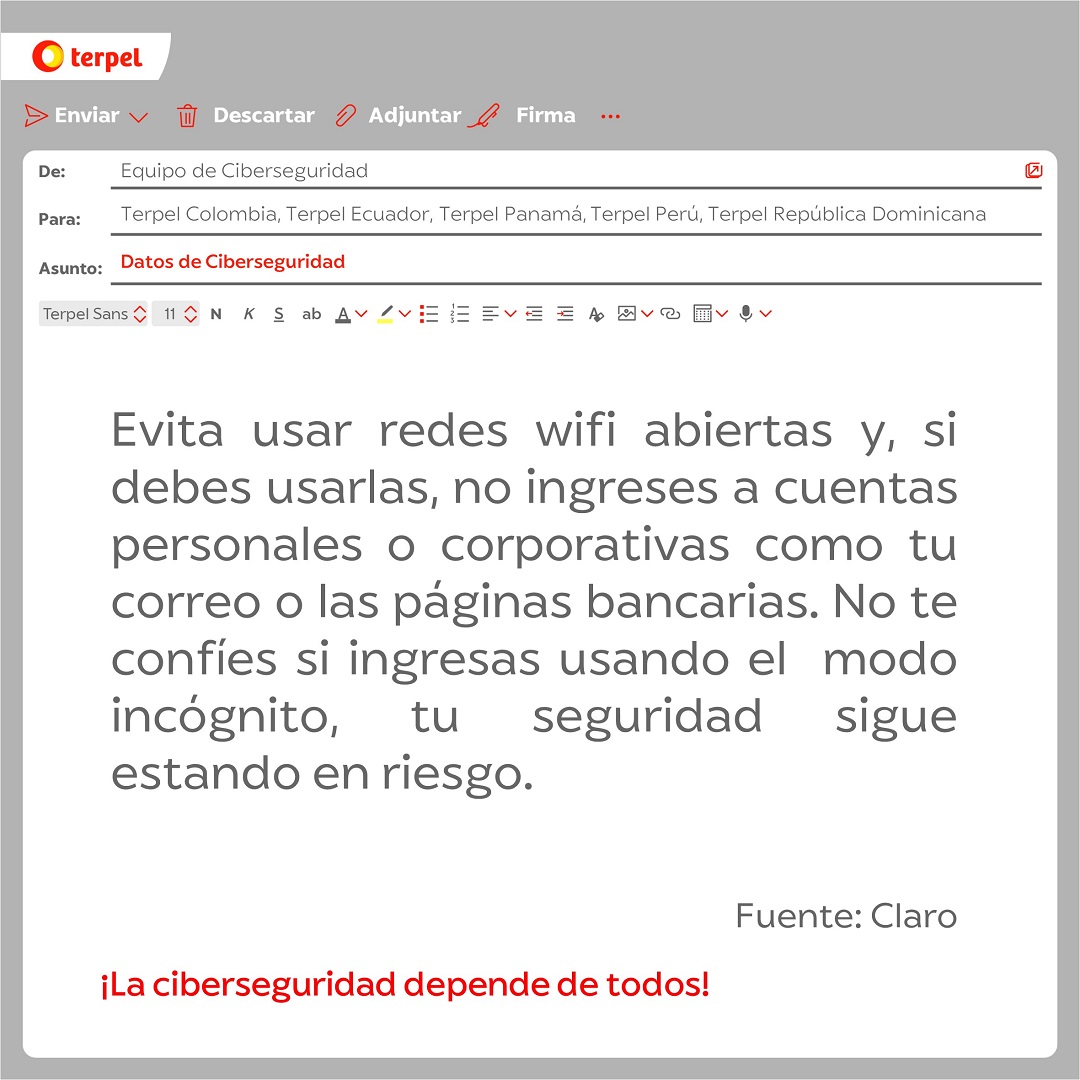 terpel
Enviar Descartar Adjuntar Firma ...
De: Equipo de Ciberseguridad
Para: Terpel Colombia, Terpel Ecuador, Terpel Panamá, Terpel Perú, Terpel República Dominicana
Asunto: Datos de Ciberseguridad
Terpel Sans 11 N K S ab A
Evita usar redes wifi abiertas y, si
debes usarlas, no ingreses a cuentas
personales o corporativas como tu
correo o las páginas bancarias. No te
confíes si ingresas usando el modo
incógnito, tu seguridad sigue
estando en riesgo.
Fuente: Claro
¡La ciberseguridad depende de todos!